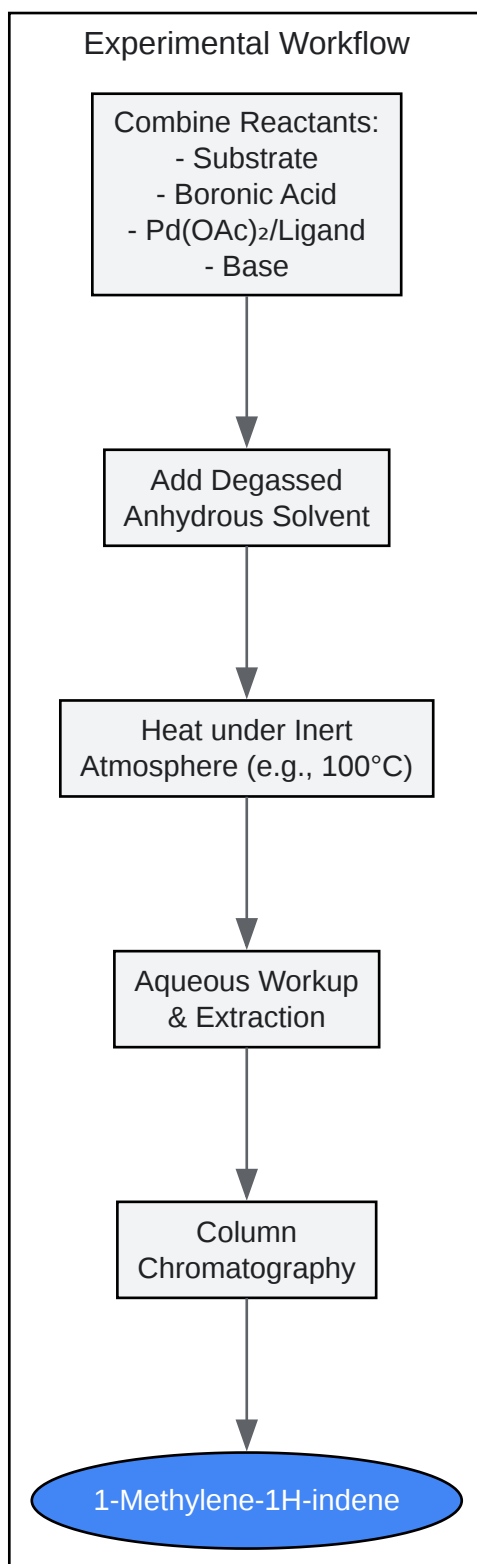 Experimental Workflow
Combine Reactants:
- Substrate
- Boronic Acid
- Pd(OAc)₂/Ligand
- Base
Add Degassed
Anhydrous Solvent
Heat under Inert
Atmosphere (e.g., 100°C)
Aqueous Workup
& Extraction
Column
Chromatography
1-Methylene-1H-indene